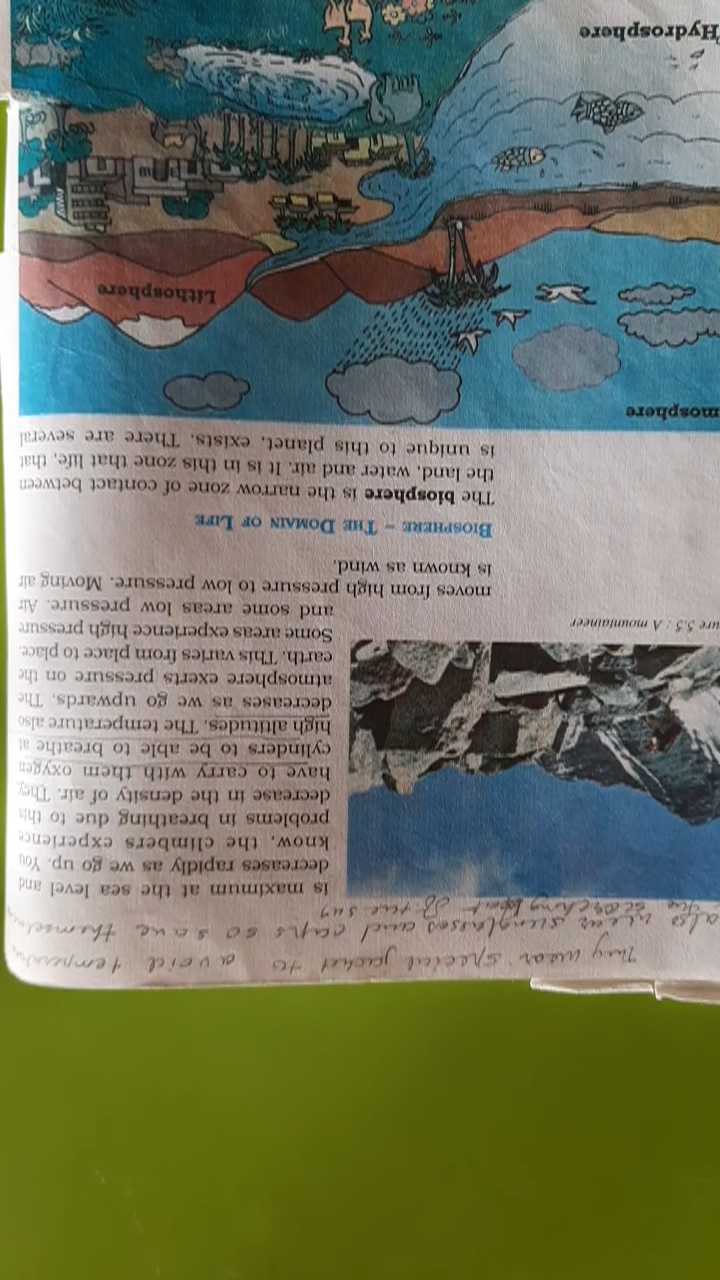 They wear special jacket to avoid
also wear sunglasses and caps so save
the scorching heat of the sun
is maximum at the sea level and
decreases rapidly as we go up. You
know, the climbers experience
problems in breathing due to this
decrease in the density of air. They
have to carry with them oxygen
cylinders to be able to breathe at
high altitudes. The temperature also
decreases as we go upwards. The
atmosphere exerts pressure on the
earth. This varies from place to place.
Some areas experience high pressure
and some areas low pressure. Air
moves from high pressure to low pressure. Moving air
is known as wind.
ure 5.5 : A mountaineer
BIOSPHERE – THE DOMAIN OF LIFE
The biosphere is the narrow zone of contact between
the land, water and air. It is in this zone that life, that
is unique to this planet, exists. There are several
mosphere
Lithosphere
Hydrosphere